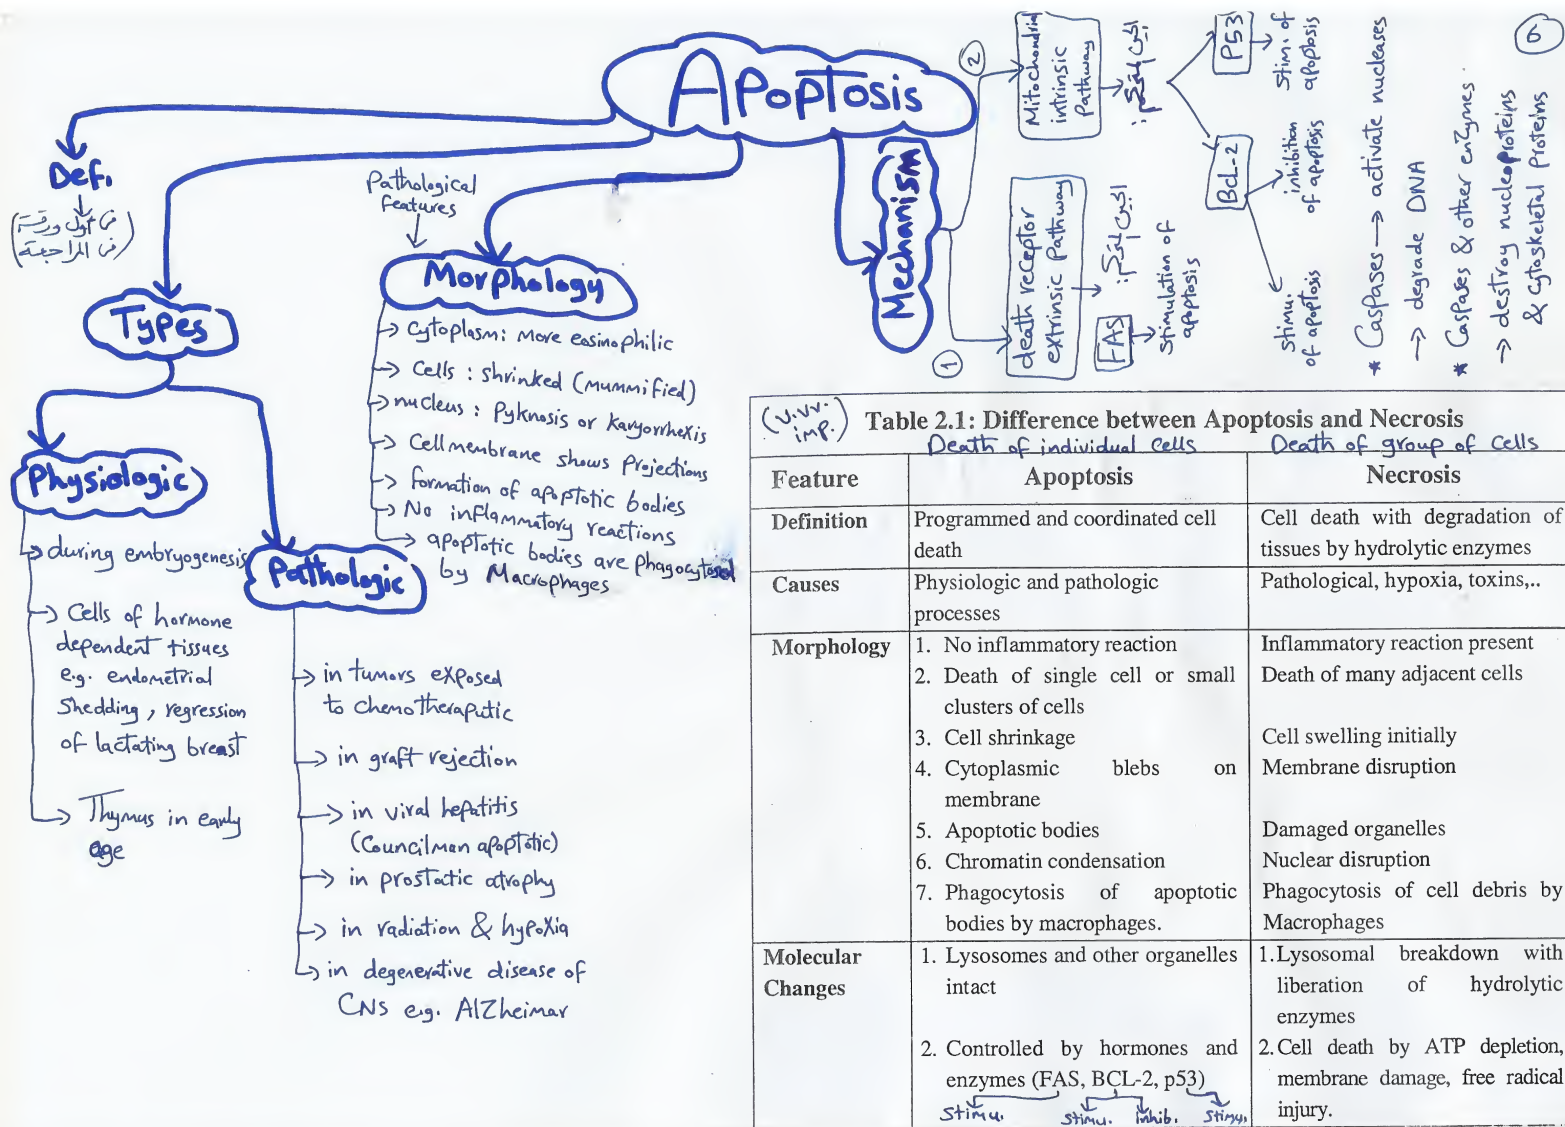 6
Apoptosis
Def.
(فى أول ورقة
فى المراجعة)
Types
Physiologic
during embryogenesis
Cells of hormone
dependent tissues
e.g. endometrial
shedding, regression
of lactating breast
Thymus in early
age
Pathologic
in tumors exposed
to chemotheraputic
in graft rejection
in viral hepatitis
(Councilman apoptotic)
in prostatic atrophy
in radiation & hypoxia
in degenerative disease of
CNS e.g. Alzheimar
Pathological
features
Morphology
Cytoplasm: More eosinophilic
Cells : shrinked (mummified)
nucleus : Pyknosis or Karyorrhexis
Cell membrane shows Projections
formation of apoptotic bodies
No inflammatory reactions
apoptotic bodies are phagocytosed
by Macrophages
Mechanism
1
death receptor
extrinsic Pathway
الجين المتحكم :
FAS
Stimulation of
apoptosis
2
Mitochondrial
intrinsic
Pathway
الجين المتحكم :
P53
Stim. of
apoptosis
Bcl-2
inhibition
of apoptosis
stimu.
of apoptosis
* Caspases → activate nucleases
→ degrade DNA
* Caspases & other enzymes.
→ destroy nucleoproteins
& cytoskeletal proteins
(v.vv.
imp.)
Table 2.1: Difference between Apoptosis and Necrosis
Death of individual cells Death of group of cells
Feature Apoptosis Necrosis
Definition Programmed and coordinated cell Cell death with degradation of
death tissues by hydrolytic enzymes
Causes Physiologic and pathologic Pathological, hypoxia, toxins,..
processes
Morphology 1. No inflammatory reaction Inflammatory reaction present
2. Death of single cell or small Death of many adjacent cells
clusters of cells
3. Cell shrinkage Cell swelling initially
4. Cytoplasmic blebs on Membrane disruption
membrane
5. Apoptotic bodies Damaged organelles
6. Chromatin condensation Nuclear disruption
7. Phagocytosis of apoptotic Phagocytosis of cell debris by
bodies by macrophages. Macrophages
Molecular 1. Lysosomes and other organelles 1.Lysosomal breakdown with
Changes intact liberation of hydrolytic
enzymes
2. Controlled by hormones and 2. Cell death by ATP depletion,
enzymes (FAS, BCL-2, p53) membrane damage, free radical
Stimu. Stimu. inhib. Stimu. injury.